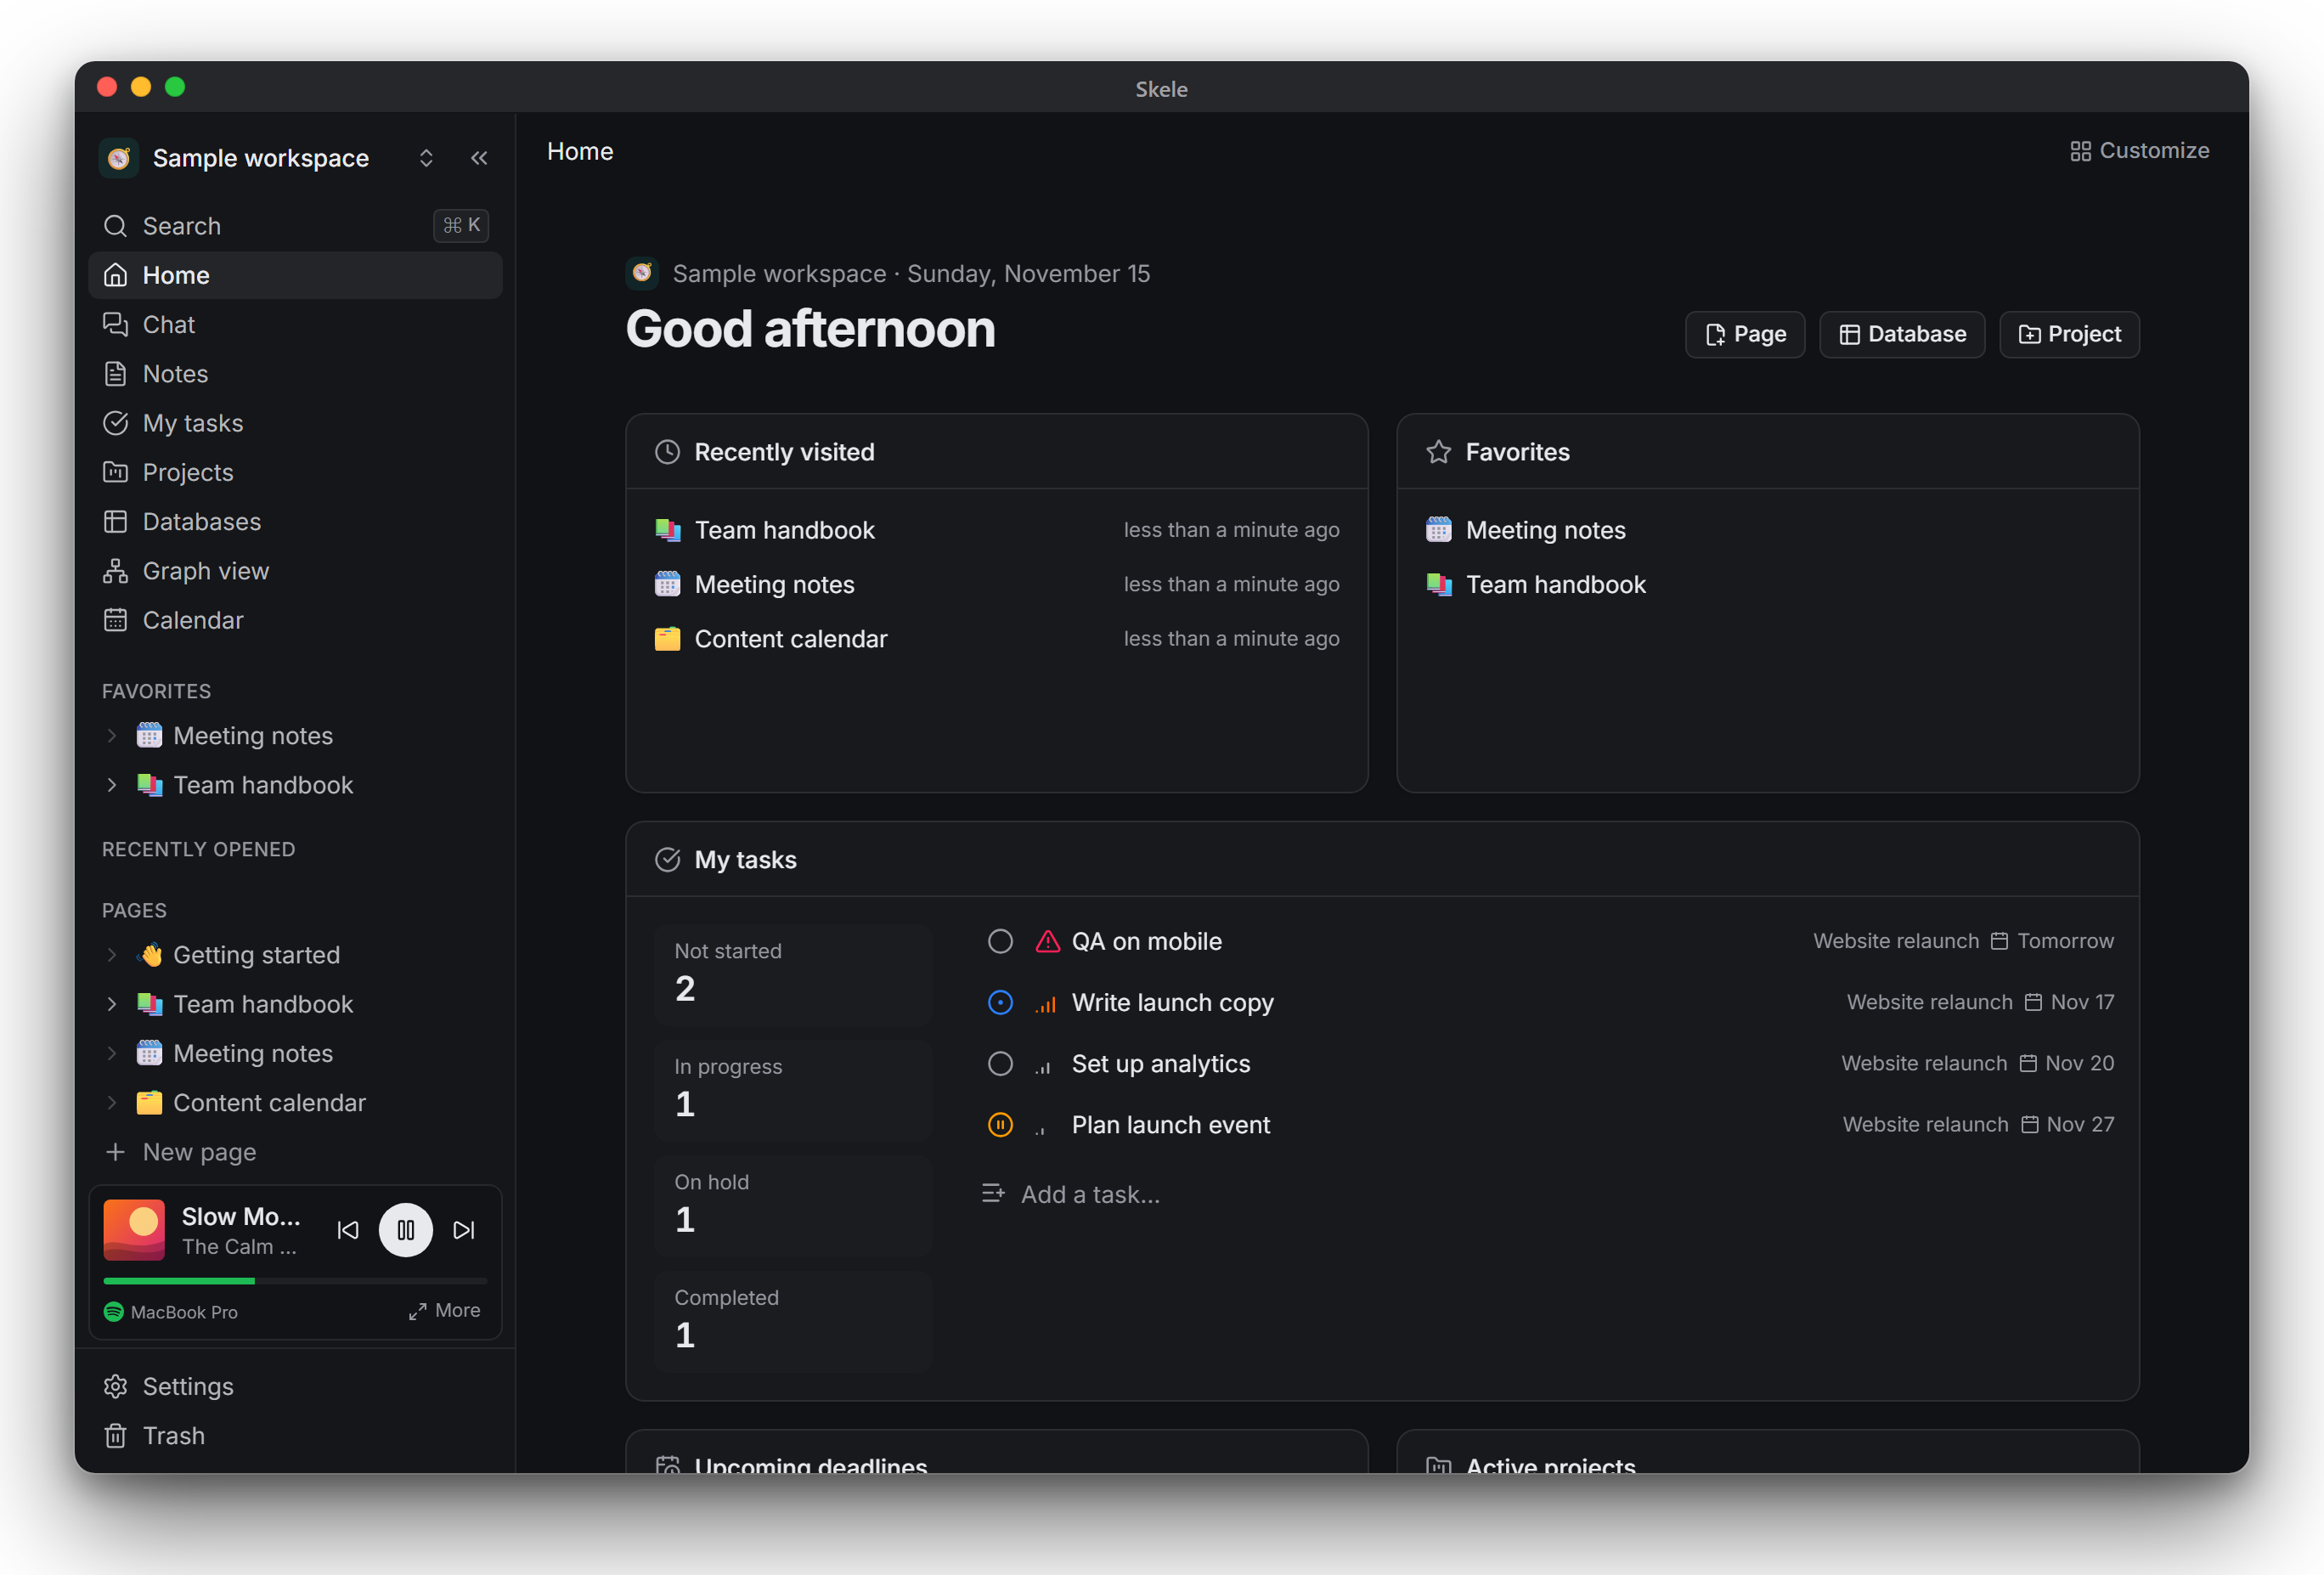 Skele
Sample workspace
Search ⌘ K
Home
Chat
Notes
My tasks
Projects
Databases
Graph view
Calendar
FAVORITES
Meeting notes
Team handbook
RECENTLY OPENED
PAGES
Getting started
Team handbook
Meeting notes
Content calendar
New page
Slow Mo...
The Calm ...
MacBook Pro More
Settings
Trash
Home Customize
Sample workspace · Sunday, November 15
Good afternoon
Page Database Project
Recently visited
Team handbook less than a minute ago
Meeting notes less than a minute ago
Content calendar less than a minute ago
Favorites
Meeting notes
Team handbook
My tasks
Not started
2
In progress
1
On hold
1
Completed
1
QA on mobile Website relaunch Tomorrow
Write launch copy Website relaunch Nov 17
Set up analytics Website relaunch Nov 20
Plan launch event Website relaunch Nov 27
Add a task...
Upcoming deadlines
Active projects